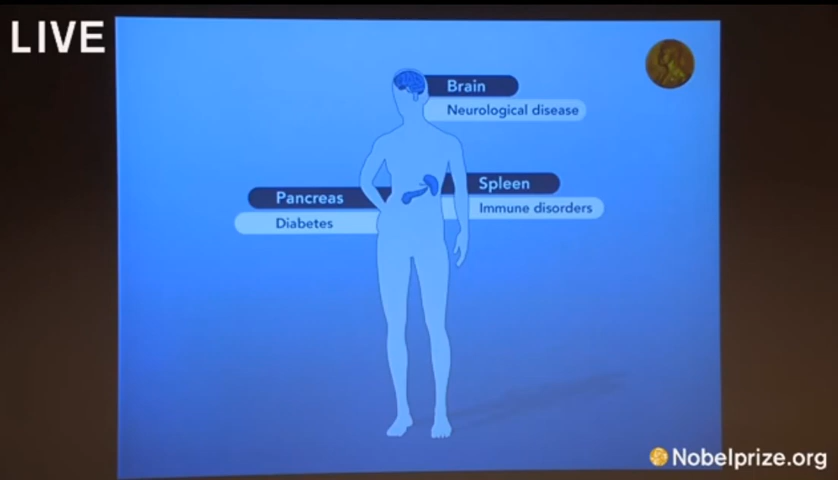 LIVE
Brain
Neurological disease
Spleen
Immune disorders
Pancreas
Diabetes
Nobelprize.org